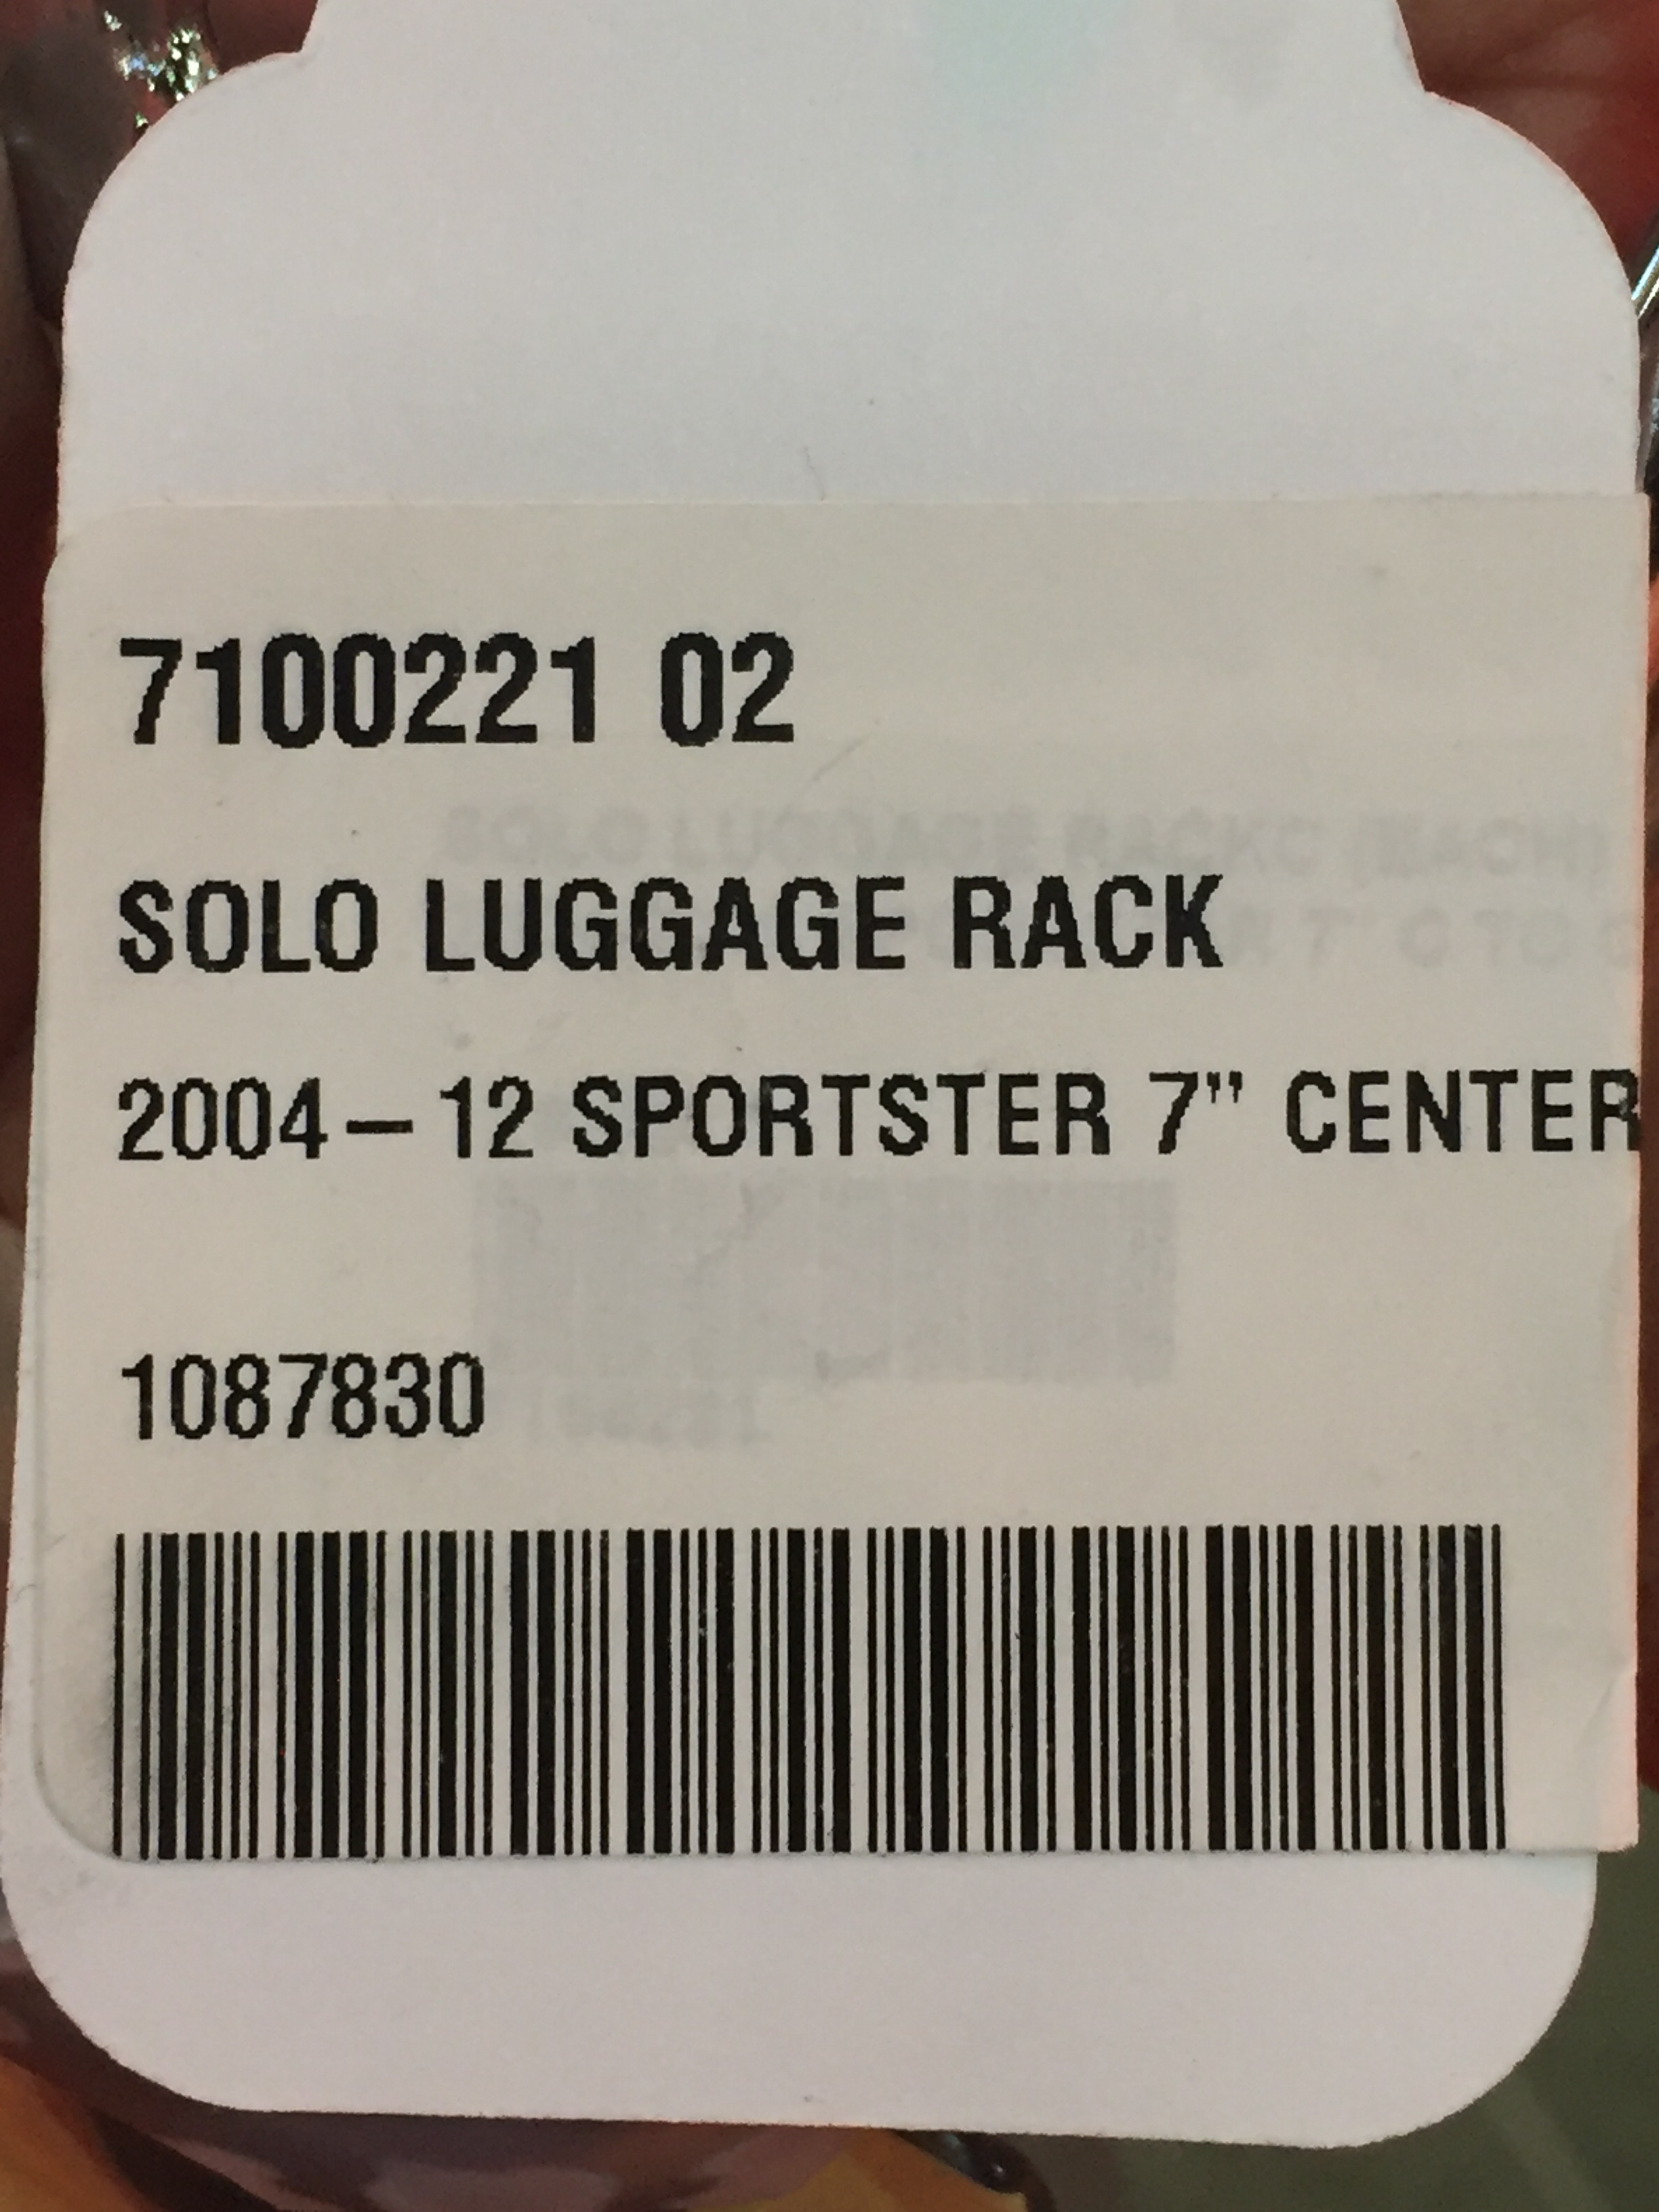 7100221 02
SOLO LUGGAGE RACK
2004-12 SPORTSTER 7" CENTER
1087830